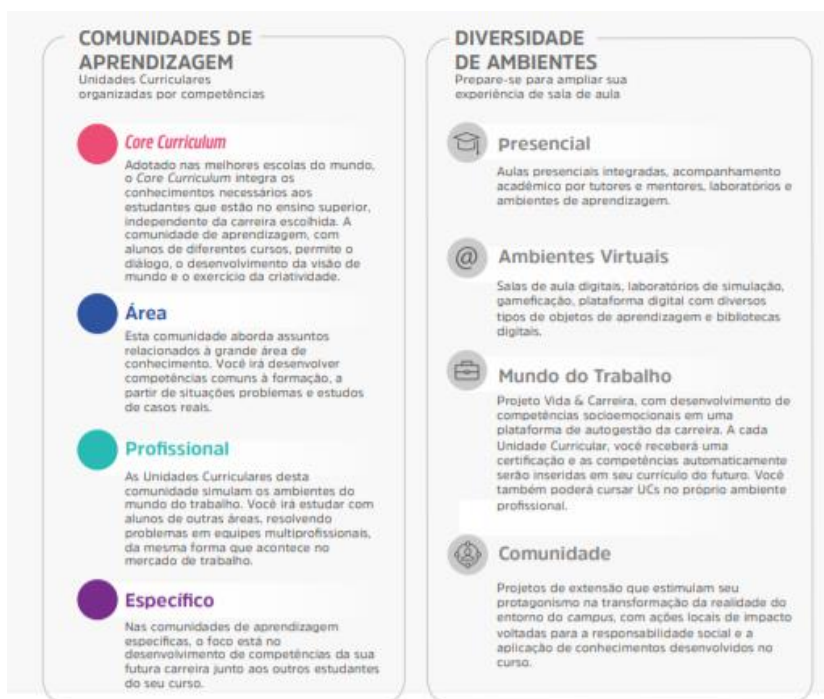 COMUNIDADES DE
APRENDIZAGEM
Unidades Curriculares
organizadas por competências
Core Curriculum
Adotado nas melhores escolas do mundo,
o Core Curriculum integra os
conhecimentos necessários aos
estudantes que estão no ensino superior,
independente da carreira escolhida. A
comunidade de aprendizagem, com
alunos de diferentes cursos, permite o
diálogo, o desenvolvimento da visão de
mundo e o exercício da criatividade.
Área
Esta comunidade aborda assuntos
relacionados à grande área de
conhecimento. Você irá desenvolver
competências comuns à formação, a
partir de situações problemas e estudos
de casos reais.
Profissional
As Unidades Curriculares desta
comunidade simulam os ambientes do
mundo do trabalho. Você irá estudar com
alunos de outras áreas, resolvendo
problemas em equipes multiprofissionais,
da mesma forma que acontece no
mercado de trabalho.
Específico
Nas comunidades de aprendizagem
específicas, o foco está no
desenvolvimento de competências da sua
futura carreira junto aos outros estudantes
do seu curso.
DIVERSIDADE
DE AMBIENTES
Prepare-se para ampliar sua
experiência de sala de aula
Presencial
Aulas presenciais integradas, acompanhamento
acadêmico por tutores e mentores, laboratórios e
ambientes de aprendizagem.
@ Ambientes Virtuais
Salas de aula digitais, laboratórios de simulação,
gameficação, plataforma digital com diversos
tipos de objetos de aprendizagem e bibliotecas
digitais.
Mundo do Trabalho
Projeto Vida & Carreira, com desenvolvimento de
competências socioemocionais em uma
plataforma de autogestão da carreira. A cada
Unidade Curricular, você receberá uma
certificação e as competências automaticamente
serão inseridas em seu currículo do futuro. Você
também poderá cursar UCs no próprio ambiente
profissional.
Comunidade
Projetos de extensão que estimulam seu
protagonismo na transformação da realidade do
entorno do campus, com ações locais de impacto
voltadas para a responsabilidade social e a
aplicação de conhecimentos desenvolvidos no
curso.